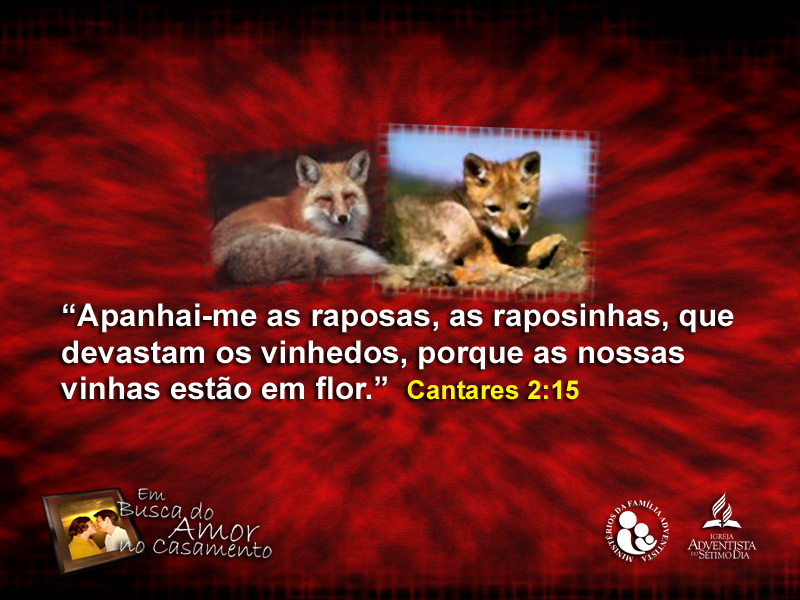 “Apanhai-me as raposas, as raposinhas, que
devastam os vinhedos, porque as nossas
vinhas estão em flor.” Cantares 2:15
Em
Busca do
Amor
no Casamento
MINISTÉRIOS DA FAMÍLIA ADVENTISTA
IGREJA
ADVENTISTA
DO SÉTIMO DIA